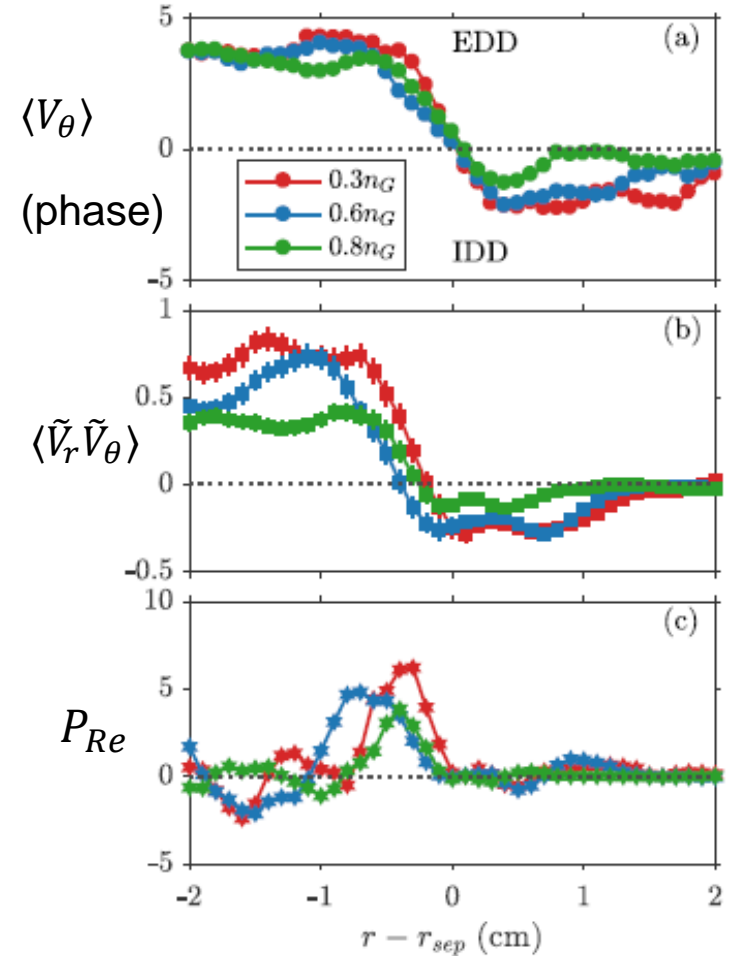 5
EDD
(a)
⟨V_θ⟩
(phase)
0
0.3n_G
0.6n_G
0.8n_G
IDD
-5
1
(b)
0.5
⟨Ṽ_r Ṽ_θ⟩
0
-0.5
10
(c)
5
P_Re
0
-5
-2 -1 0 1 2
r − r_sep (cm)